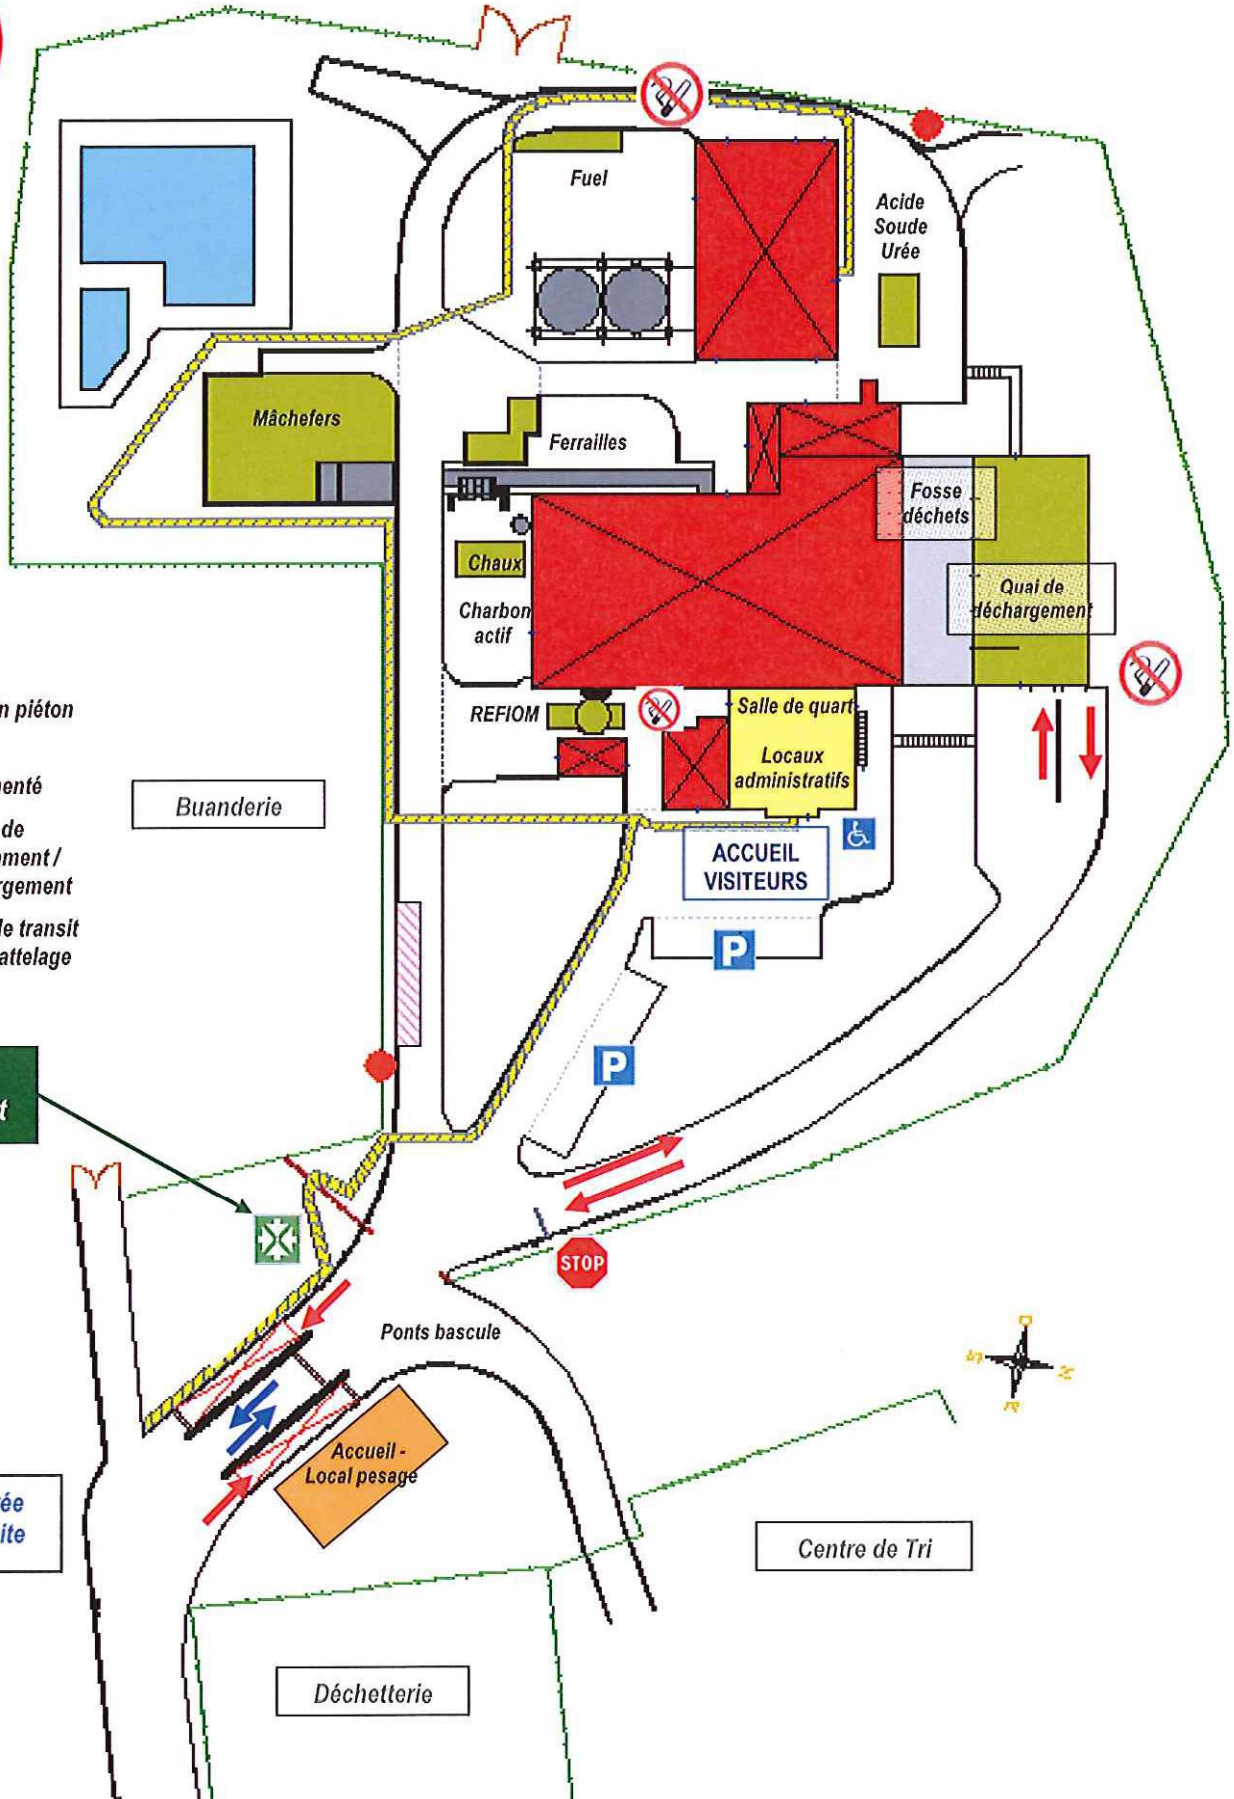 Fuel
Acide
Soude
Urée
Mâchefers
Ferrailles
Fosse
déchets
Chaux
Quai de
déchargement
Charbon
actif
n piéton
REFIOM
Salle de quart
Locaux
administratifs
enté
Buanderie
de
ment /
rgement
ACCUEIL
VISITEURS
le transit
attelage
P
P
t
STOP
Ponts bascule
Accueil -
Local pesage
ée
ite
Centre de Tri
Déchetterie